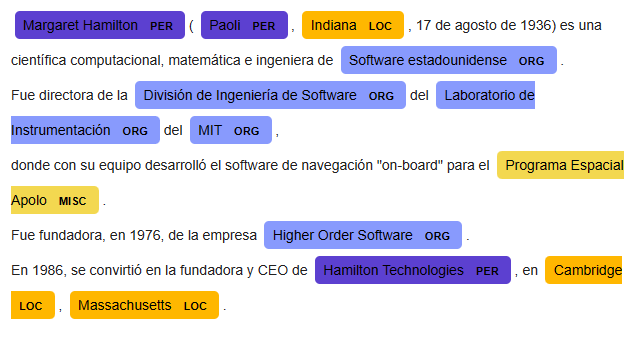 Margaret Hamilton PER ( Paoli PER , Indiana LOC , 17 de agosto de 1936) es una
científica computacional, matemática e ingeniera de Software estadounidense ORG .
Fue directora de la División de Ingeniería de Software ORG del Laboratorio de
Instrumentación ORG del MIT ORG ,
donde con su equipo desarrolló el software de navegación "on-board" para el Programa Espacial
Apolo MISC .
Fue fundadora, en 1976, de la empresa Higher Order Software ORG .
En 1986, se convirtió en la fundadora y CEO de Hamilton Technologies PER , en Cambridge
LOC , Massachusetts LOC .